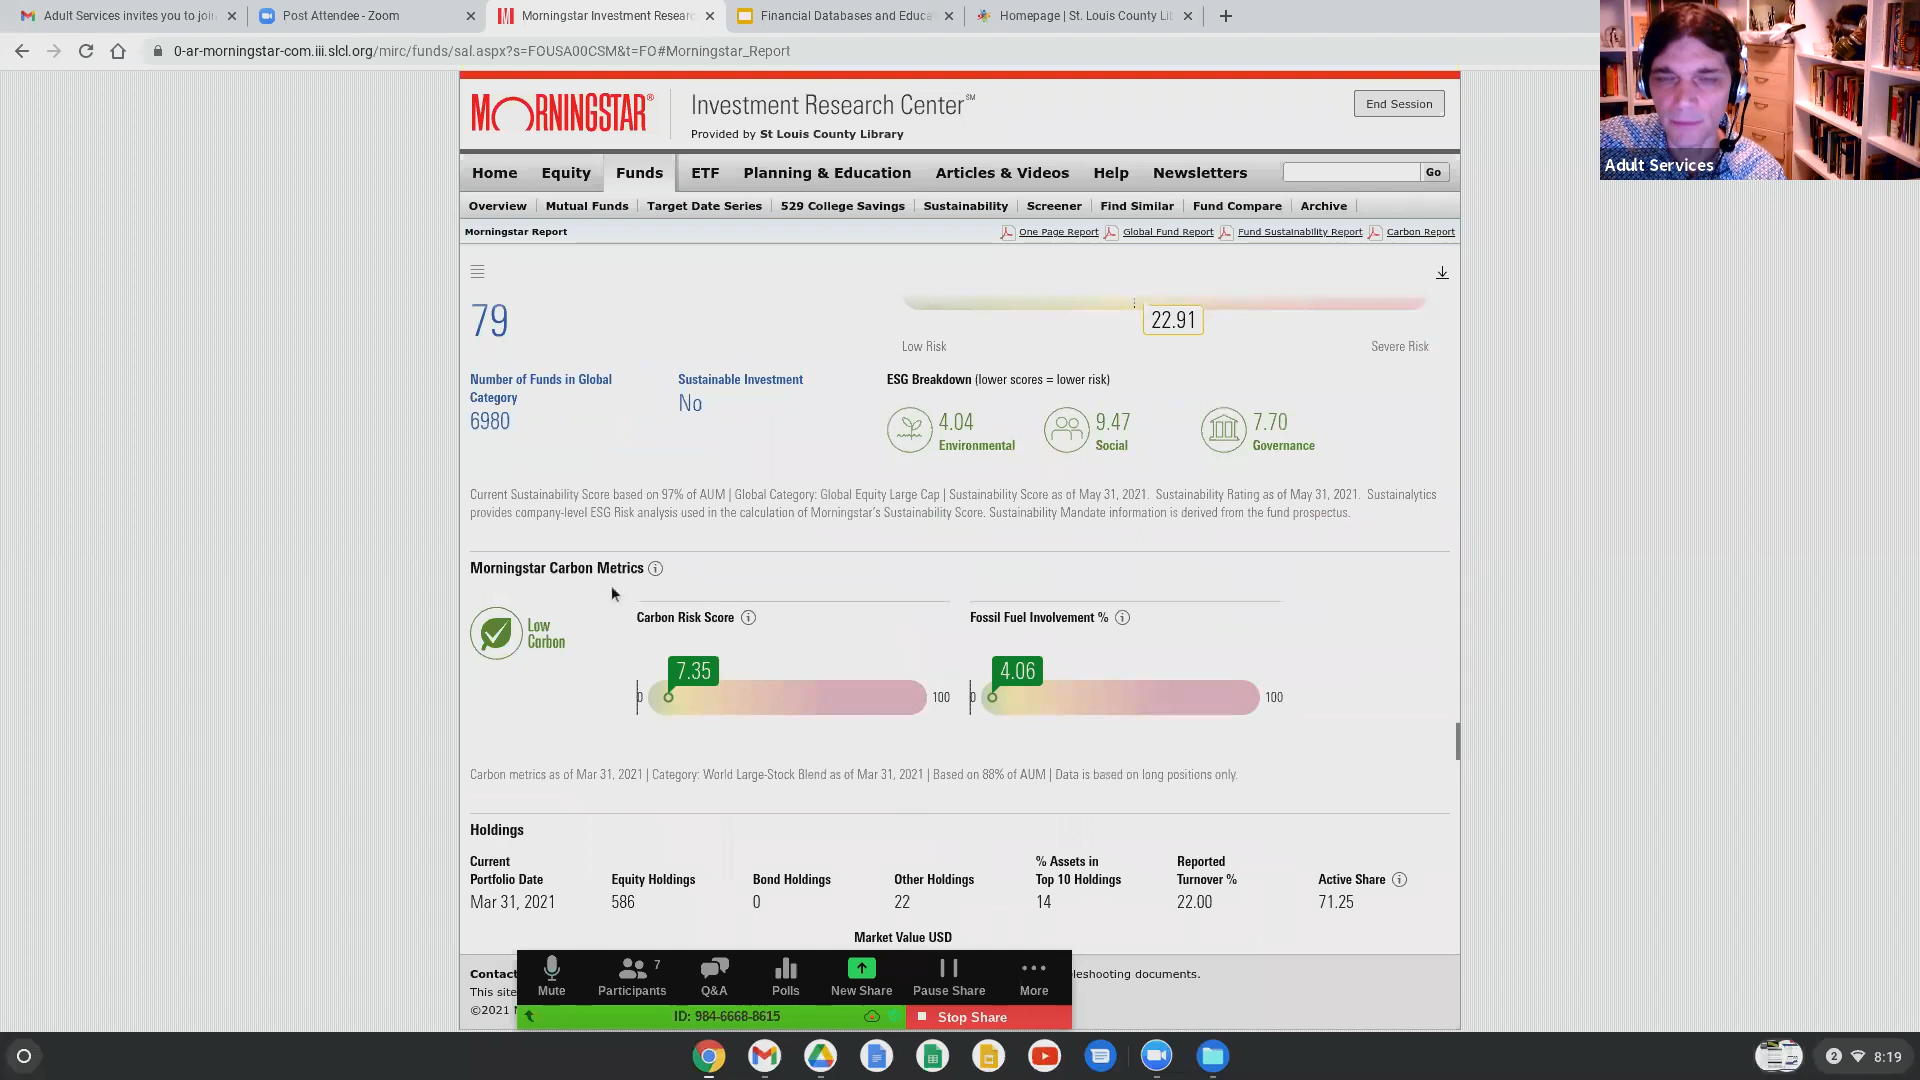 Adult Services invites you to joi
Post Attendee - Zoom
Morningstar Investment Resear
Financial Databases and Educa
Homepage | St. Louis County Li
0-ar-morningstar-com.iii.slcl.org/mirc/funds/sal.aspx?s=FOUSA00CSM&t=FO#Morningstar_Report
MORNINGSTAR®
Investment Research Center℠
Provided by St Louis County Library
End Session
Home Equity Funds ETF Planning & Education Articles & Videos Help Newsletters Go
Overview Mutual Funds Target Date Series 529 College Savings Sustainability Screener Find Similar Fund Compare Archive
Morningstar Report One Page Report Global Fund Report Fund Sustainability Report Carbon Report
Adult Services
79
22.91
Low Risk Severe Risk
Number of Funds in Global
Category
6980
Sustainable Investment
No
ESG Breakdown (lower scores = lower risk)
4.04
Environmental
9.47
Social
7.70
Governance
Current Sustainability Score based on 97% of AUM | Global Category: Global Equity Large Cap | Sustainability Score as of May 31, 2021. Sustainability Rating as of May 31, 2021. Sustainalytics
provides company-level ESG Risk analysis used in the calculation of Morningstar's Sustainability Score. Sustainability Mandate information is derived from the fund prospectus.
Morningstar Carbon Metrics
Low
Carbon
Carbon Risk Score
7.35
0 100
Fossil Fuel Involvement %
4.06
0 100
Carbon metrics as of Mar 31, 2021 | Category: World Large-Stock Blend as of Mar 31, 2021 | Based on 88% of AUM | Data is based on long positions only.
Holdings
Current
Portfolio Date
Mar 31, 2021
Equity Holdings
586
Bond Holdings
0
Other Holdings
22
% Assets in
Top 10 Holdings
14
Reported
Turnover %
22.00
Active Share
71.25
Market Value USD
Contac
leshooting documents.
This site
©2021
7
Mute Participants Q&A Polls New Share Pause Share More
ID: 984-6668-8615 Stop Share
2 8:19